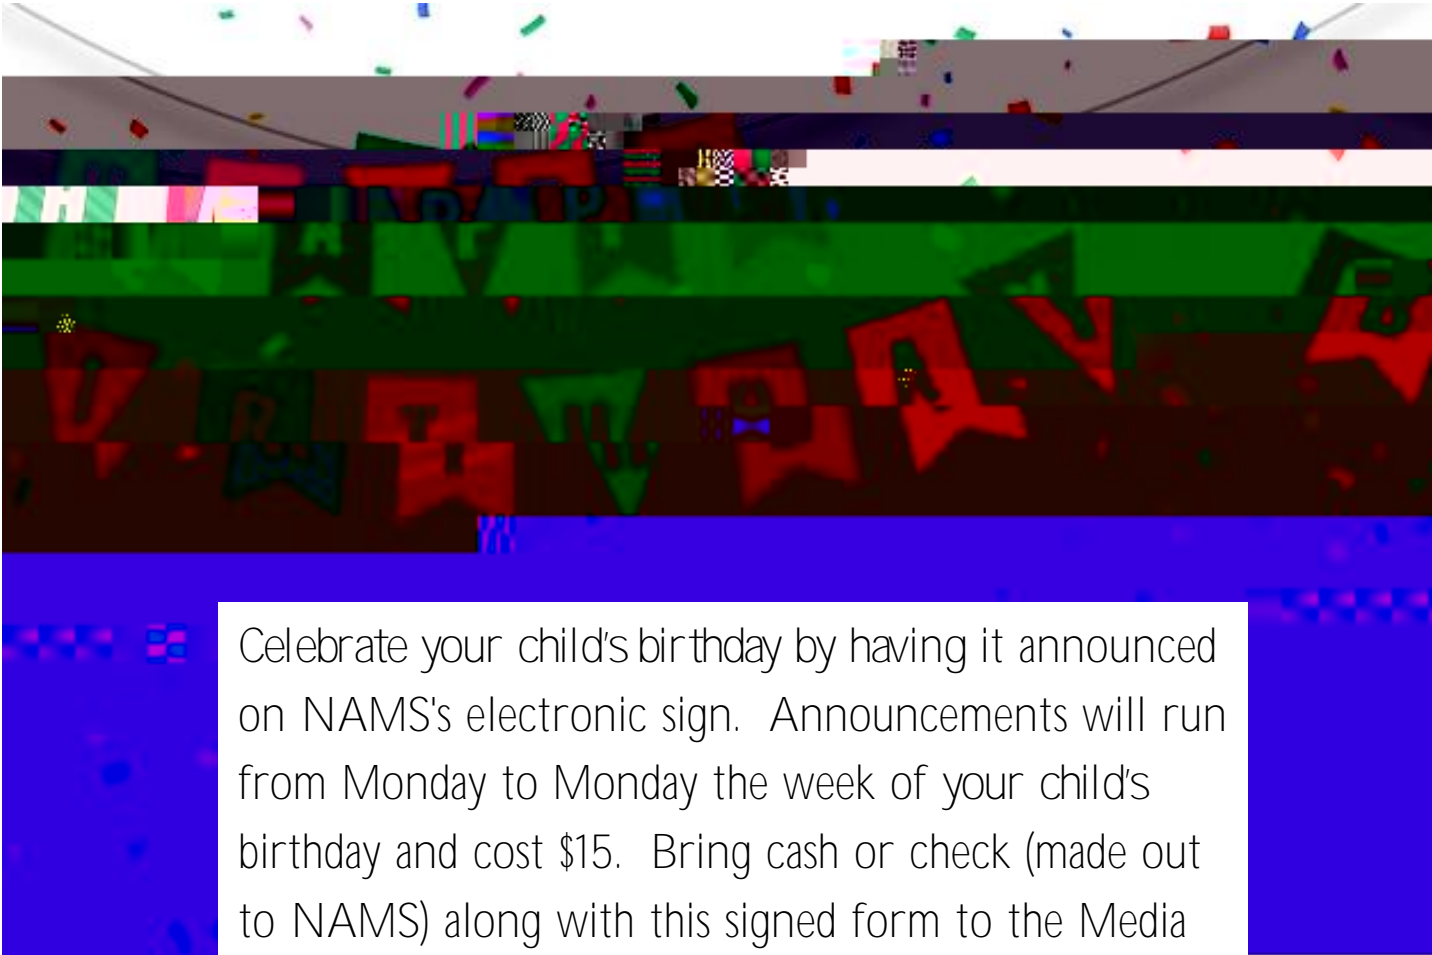 Celebrate your child's birthday by having it announced
on NAMS's electronic sign.  Announcements will run
from Monday to Monday the week of your child's
birthday and cost $15.  Bring cash or check (made out
to NAMS) along with this signed form to the Media